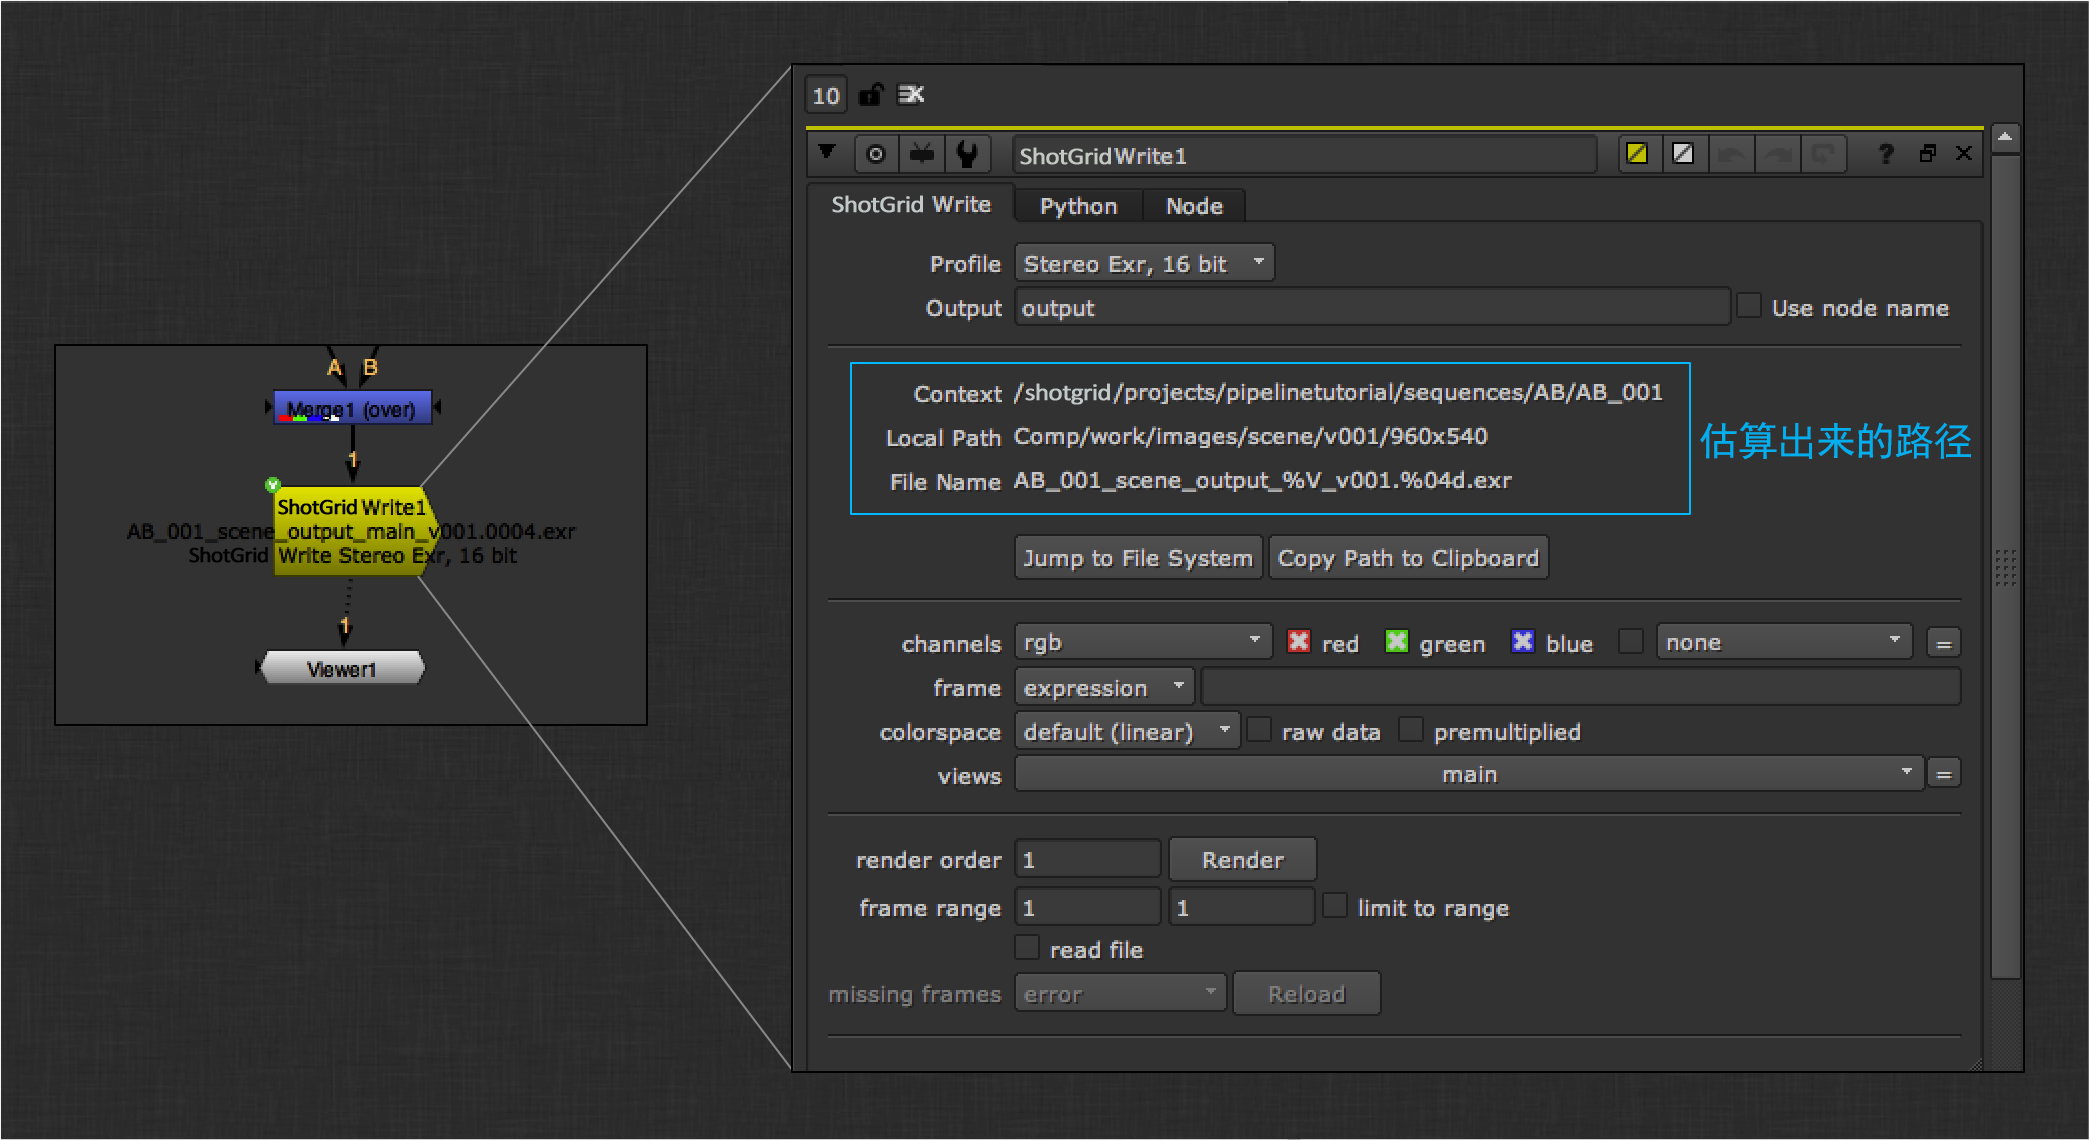 A B
Merge1 (over)
1
ShotGrid Write1
AB_001_scene_output_main_v001.0004.exr
ShotGrid Write Stereo Exr, 16 bit
1
Viewer1
10
ShotGridWrite1
?
ShotGrid Write Python Node
Profile Stereo Exr, 16 bit
Output output Use node name
Context /shotgrid/projects/pipelinetutorial/sequences/AB/AB_001
Local Path Comp/work/images/scene/v001/960x540
File Name AB_001_scene_output_%V_v001.%04d.exr
估算出来的路径
Jump to File System Copy Path to Clipboard
channels rgb red green blue none =
frame expression
colorspace default (linear) raw data premultiplied
views main =
render order 1 Render
frame range 1 1 limit to range
read file
missing frames error Reload